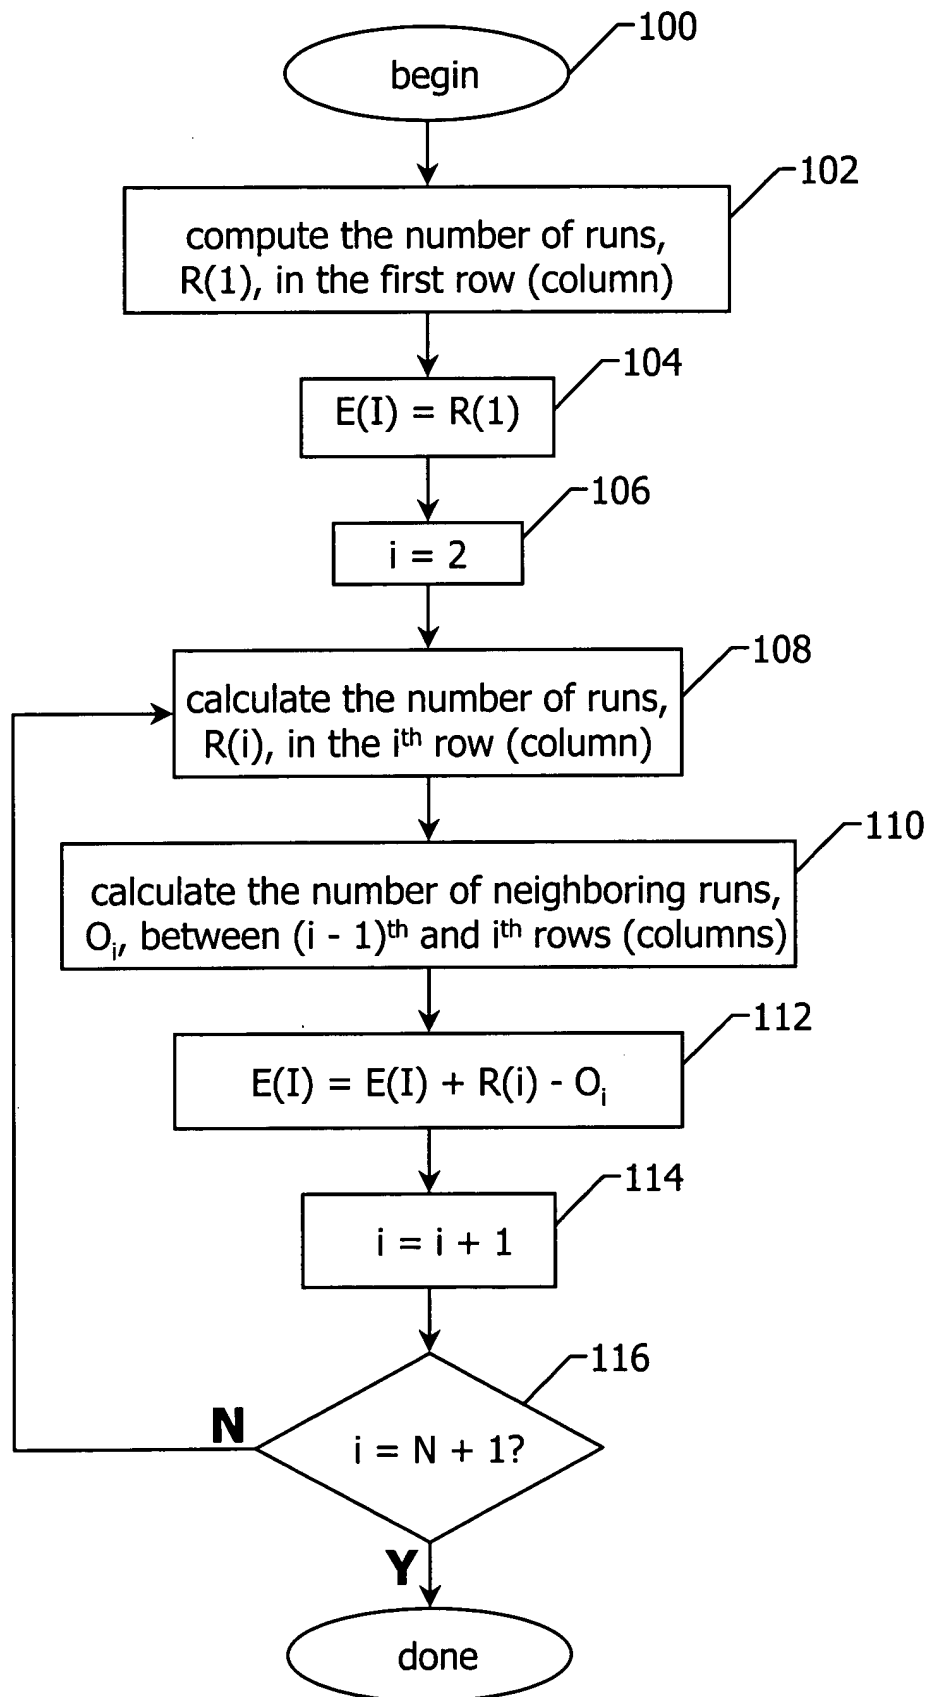 100
begin
102
compute the number of runs,
R(1), in the first row (column)
104
E(I) = R(1)
106
i = 2
108
calculate the number of runs,
R(i), in the iᵗʰ row (column)
110
calculate the number of neighboring runs,
Oᵢ, between (i - 1)ᵗʰ and iᵗʰ rows (columns)
112
E(I) = E(I) + R(i) - Oᵢ
114
i = i + 1
116
N
i = N + 1?
Y
done